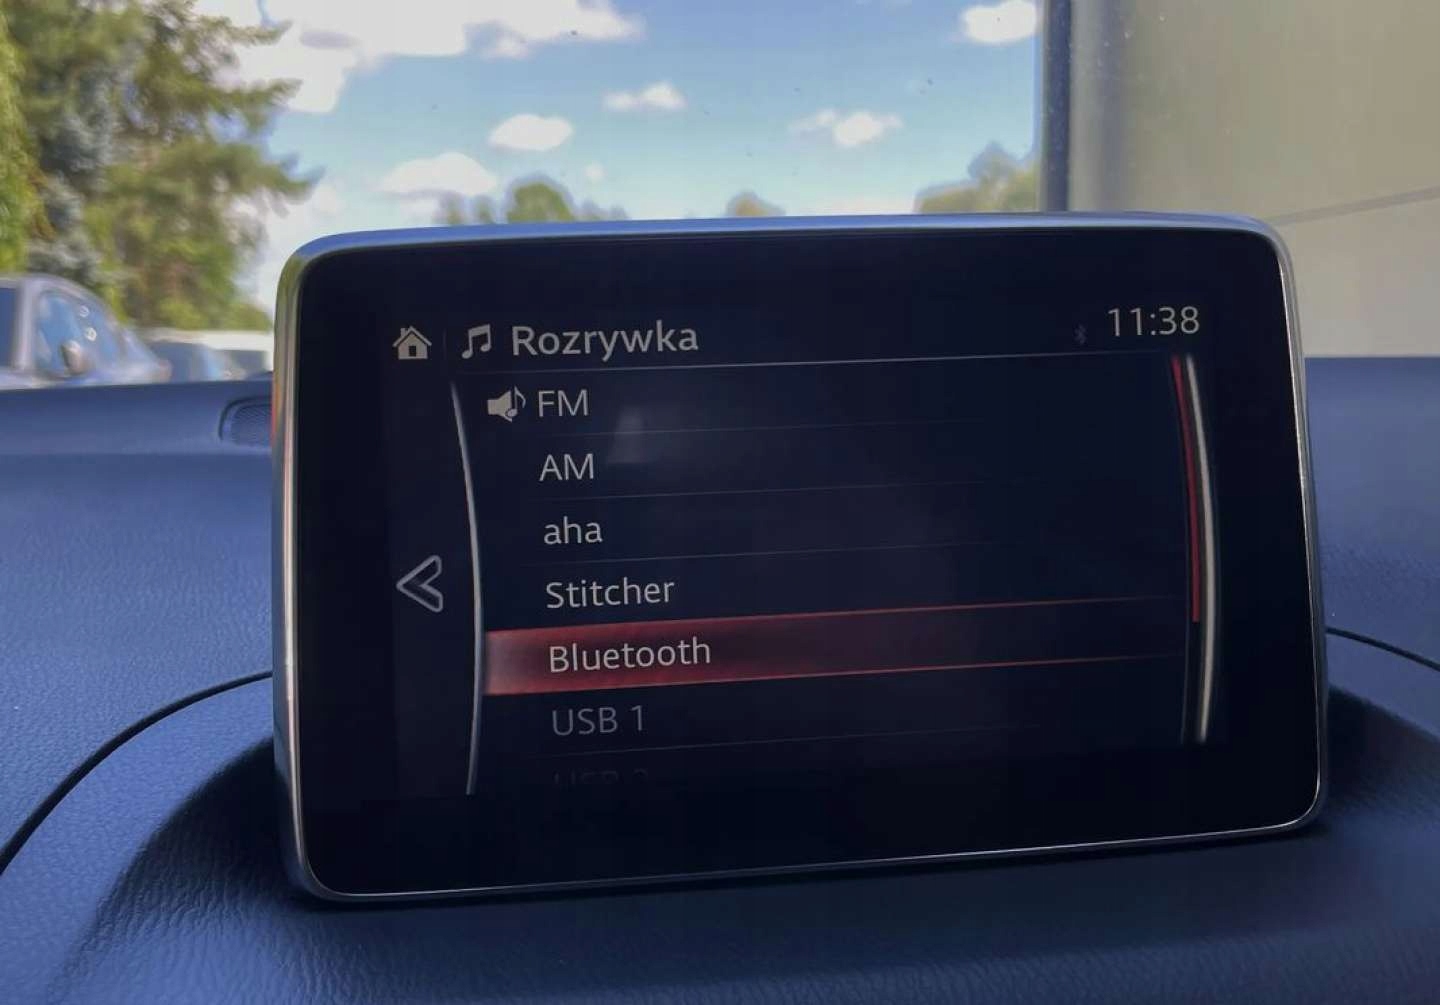 Rozrywka
11:38
FM
AM
aha
Stitcher
Bluetooth
USB 1